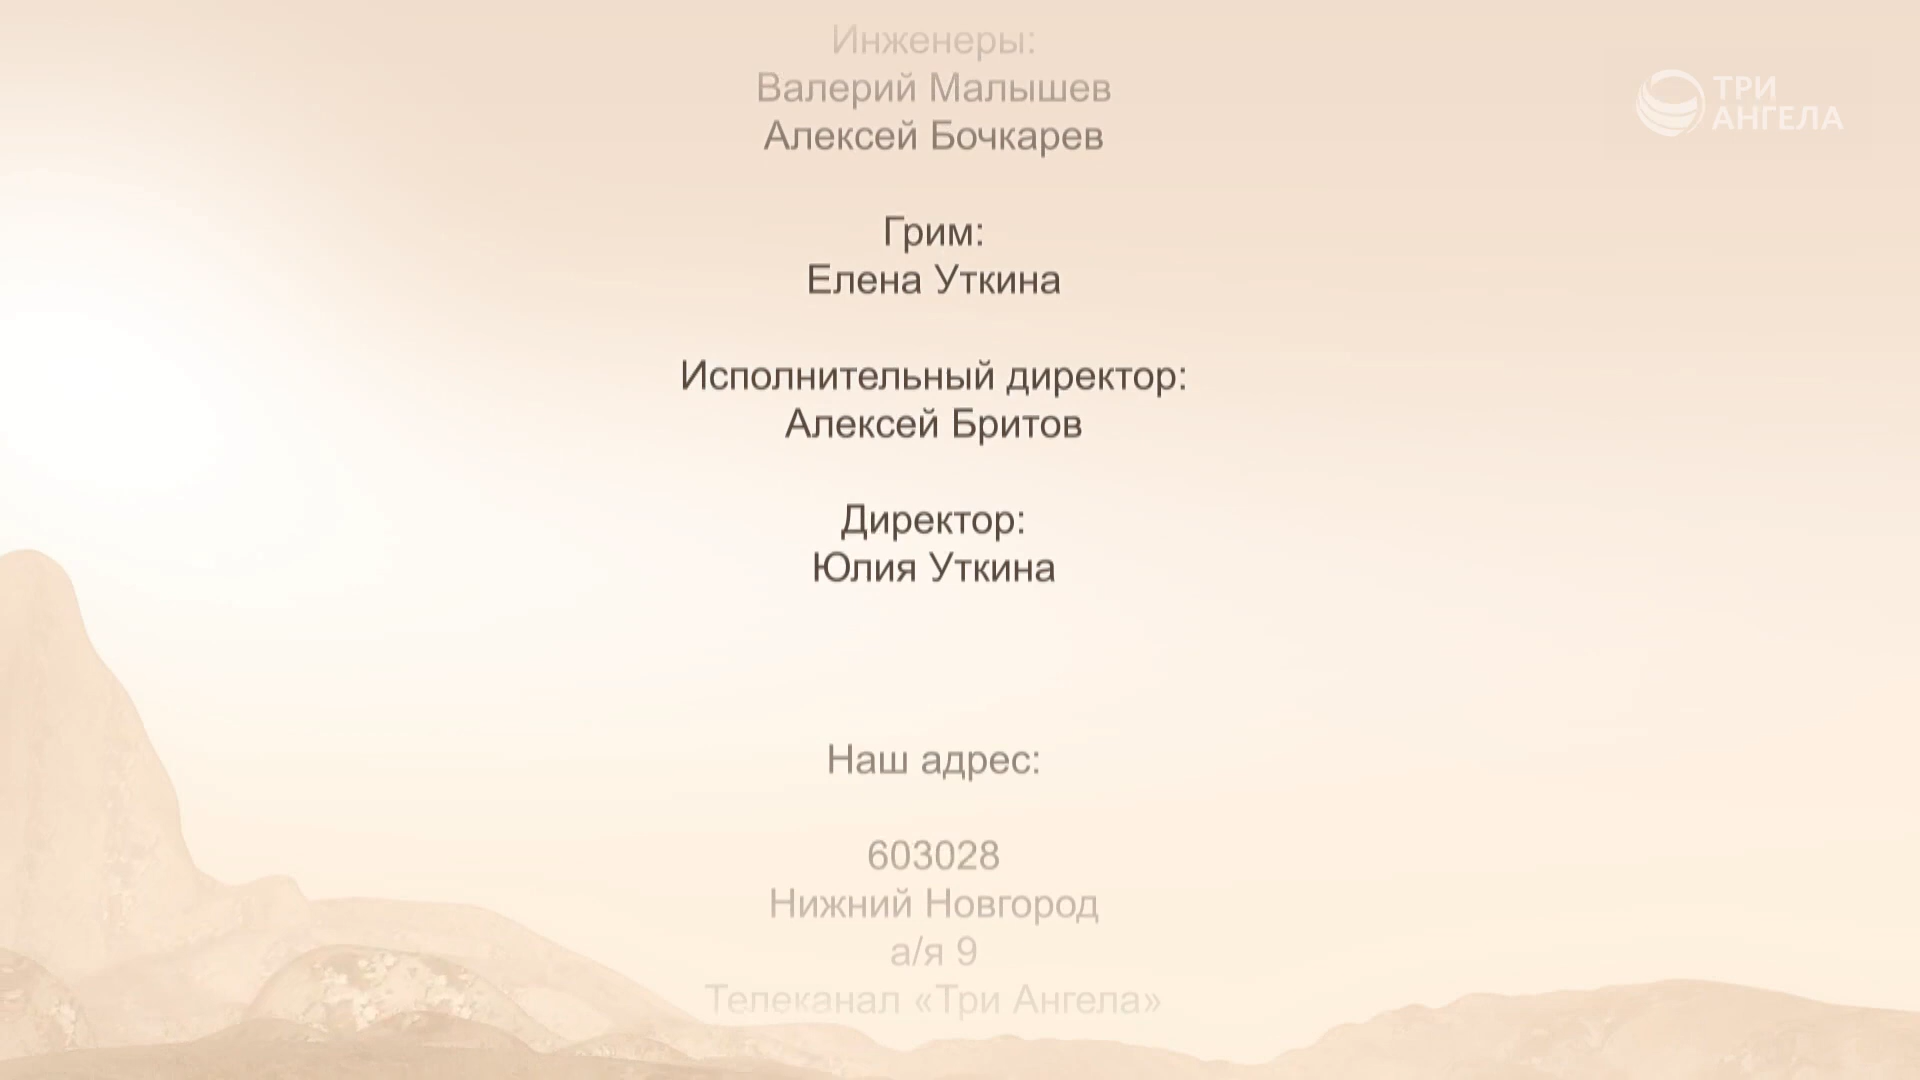 Инженеры:
Валерий Малышев
Алексей Бочкарев
Грим:
Елена Уткина
Исполнительный директор:
Алексей Бритов
Директор:
Юлия Уткина
Наш адрес:
603028
Нижний Новгород
а/я 9
Телеканал «Три Ангела»
ТРИ
АНГЕЛА